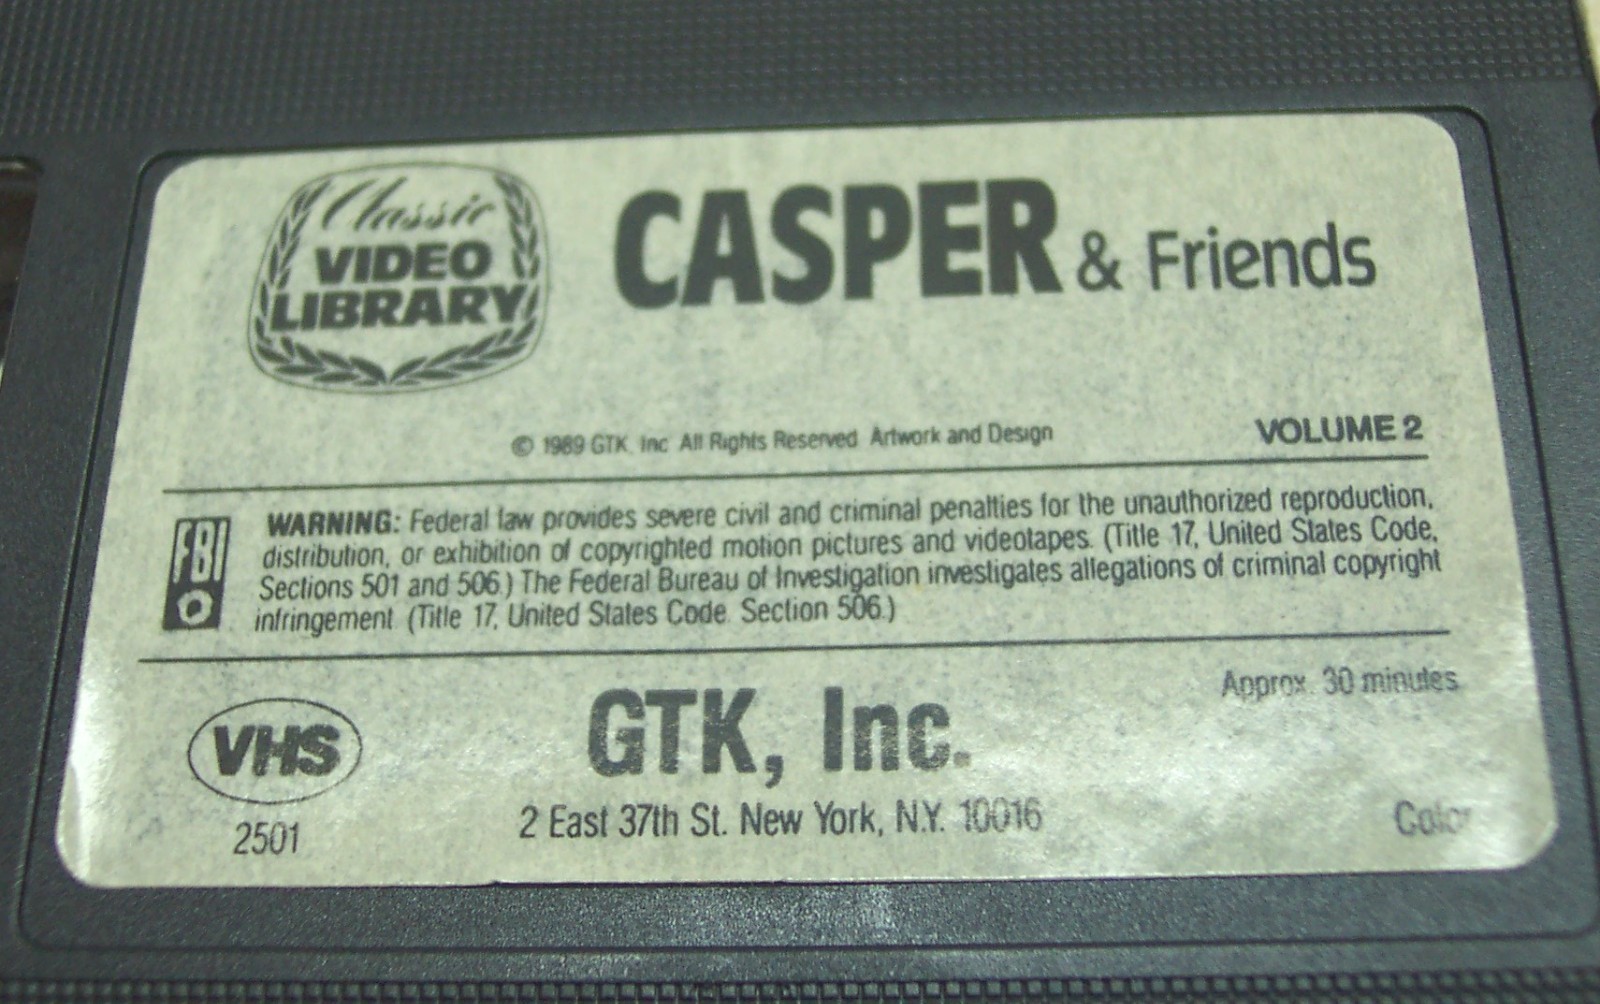 Classic
VIDEO
LIBRARY
CASPER & Friends
© 1989 GTK, Inc. All Rights Reserved Artwork and Design
VOLUME 2
FBI
WARNING: Federal law provides severe civil and criminal penalties for the unauthorized reproduction,
distribution, or exhibition of copyrighted motion pictures and videotapes. (Title 17, United States Code,
Sections 501 and 506.) The Federal Bureau of Investigation investigates allegations of criminal copyright
infringement (Title 17, United States Code. Section 506.)
Approx. 30 minutes
VHS
GTK, Inc.
2501
2 East 37th St. New York, N.Y. 10016
Color